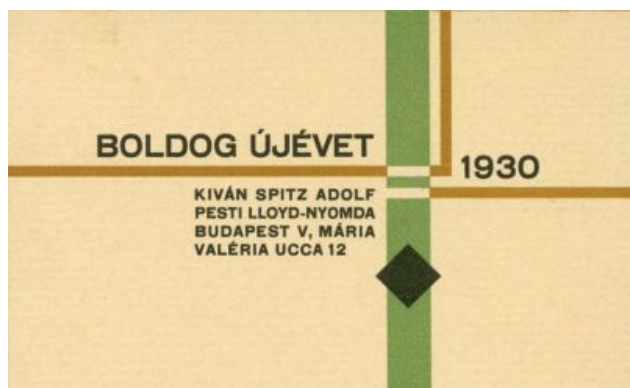 BOLDOG ÚJÉVET
1930
KIVÁN SPITZ ADOLF
PESTI LLOYD-NYOMDA
BUDAPEST V, MÁRIA
VALÉRIA UCCA 12